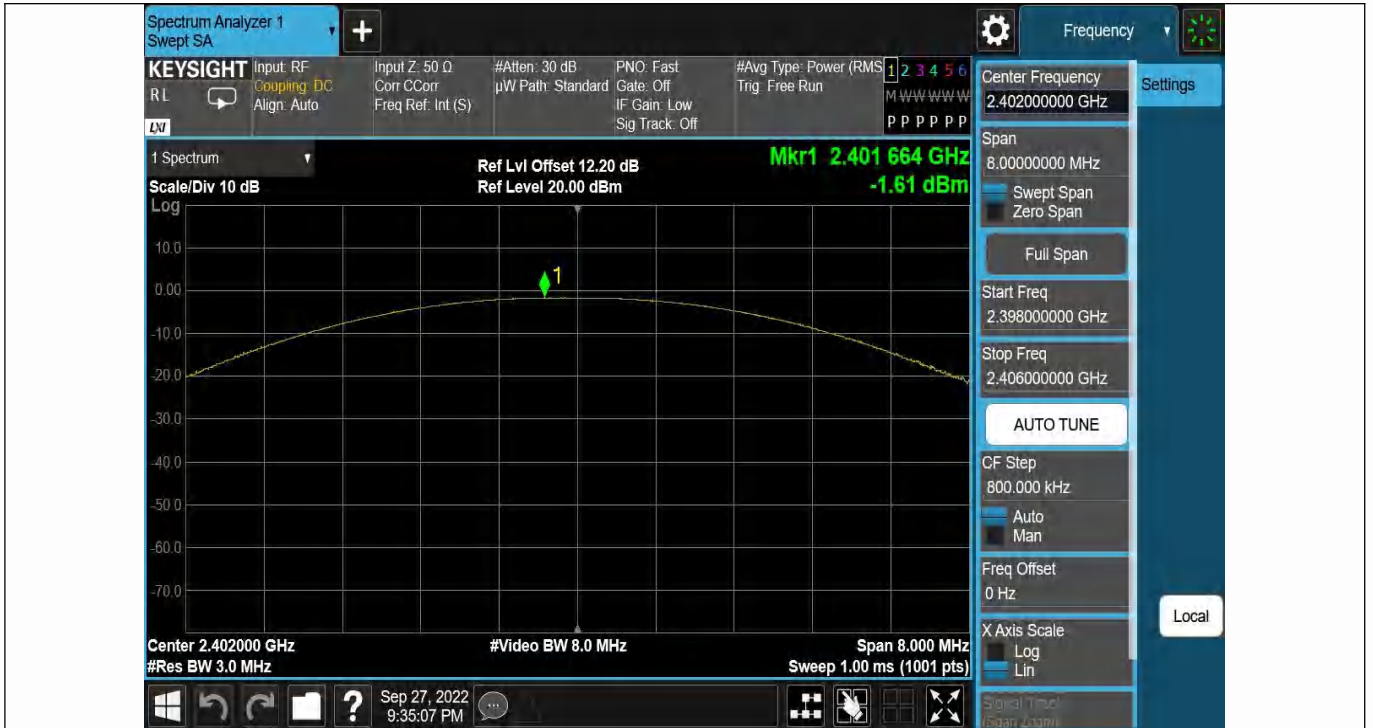 Spectrum Analyzer 1
Swept SA
Frequency
KEYSIGHT
R L
LXI
Input: RF
Coupling: DC
Align: Auto
Input Z: 50 Ω
Corr CCorr
Freq Ref: Int (S)
#Atten: 30 dB
µW Path: Standard
PNO: Fast
Gate: Off
IF Gain: Low
Sig Track: Off
#Avg Type: Power (RMS
Trig: Free Run
1 2 3 4 5 6
M W W W W W
P P P P P P
Center Frequency
2.402000000 GHz
Settings
Span
8.00000000 MHz
Swept Span
Zero Span
Full Span
Start Freq
2.398000000 GHz
Stop Freq
2.406000000 GHz
AUTO TUNE
CF Step
800.000 kHz
Auto
Man
Freq Offset
0 Hz
X Axis Scale
Log
Lin
Signal Track
(Span Zoom)
Local
1 Spectrum
Scale/Div 10 dB
Log
Ref Lvl Offset 12.20 dB
Ref Level 20.00 dBm
Mkr1 2.401 664 GHz
-1.61 dBm
1
10.0
0.00
-10.0
-20.0
-30.0
-40.0
-50.0
-60.0
-70.0
Center 2.402000 GHz
#Res BW 3.0 MHz
#Video BW 8.0 MHz
Span 8.000 MHz
Sweep 1.00 ms (1001 pts)
?
Sep 27, 2022
9:35:07 PM